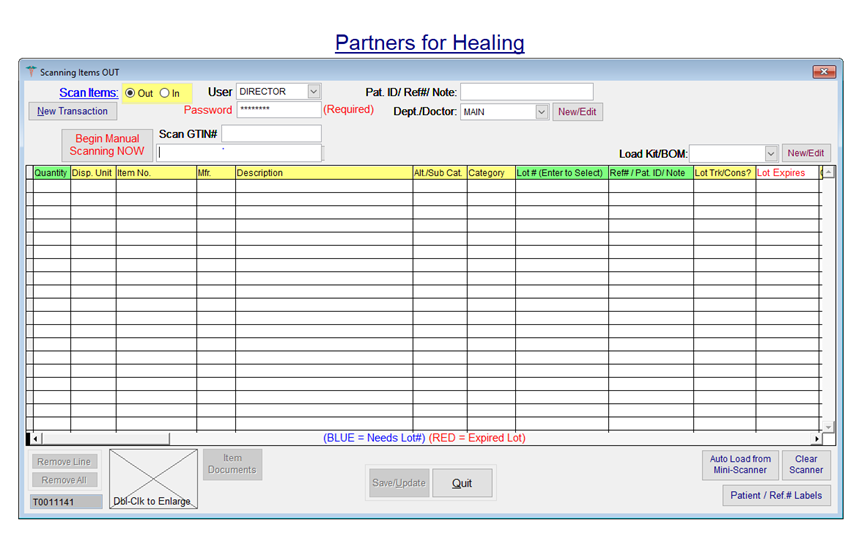 Partners for Healing
Scanning Items OUT
Scan Items: Out In User DIRECTOR Pat. ID/ Ref#/ Note:
New Transaction Password ******** (Required) Dept./Doctor: MAIN New/Edit
Begin Manual Scanning NOW
Scan GTIN#
Load Kit/BOM: New/Edit
Quantity Disp. Unit Item No. Mfr. Description Alt./Sub Cat. Category Lot # (Enter to Select) Ref# / Pat. ID/ Note Lot Trk/Cons? Lot Expires
(BLUE = Needs Lot#) (RED = Expired Lot)
Remove Line
Remove All
T0011141
Dbl-Clk to Enlarge
Item
Documents
Save/Update Quit
Auto Load from
Mini-Scanner
Clear
Scanner
Patient / Ref.# Labels